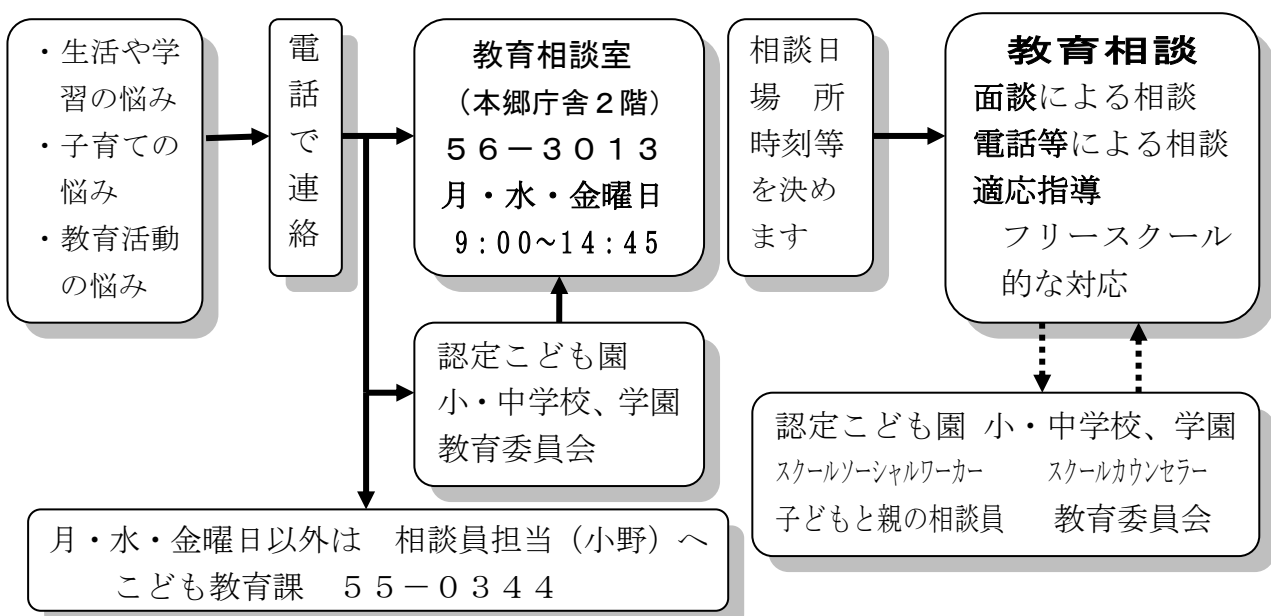 ・生活や学
習の悩み
・子育ての
悩み
・教育活動
の悩み
電話で連絡
教育相談室
（本郷庁舎２階）
５６－３０１３
月・水・金曜日
９:００~１４:４５
認定こども園
小・中学校、学園
教育委員会
月・水・金曜日以外は　相談員担当（小野）へ
こども教育課　５５－０３４４
相談日
場　所
時刻等
を決め
ます
教育相談
面談による相談
電話等による相談
適応指導
フリースクール
的な対応
認定こども園 小・中学校、学園
ｽｸｰﾙｿｰｼｬﾙﾜｰｶｰ　ｽｸｰﾙｶｳﾝｾﾗｰ
子どもと親の相談員　教育委員会